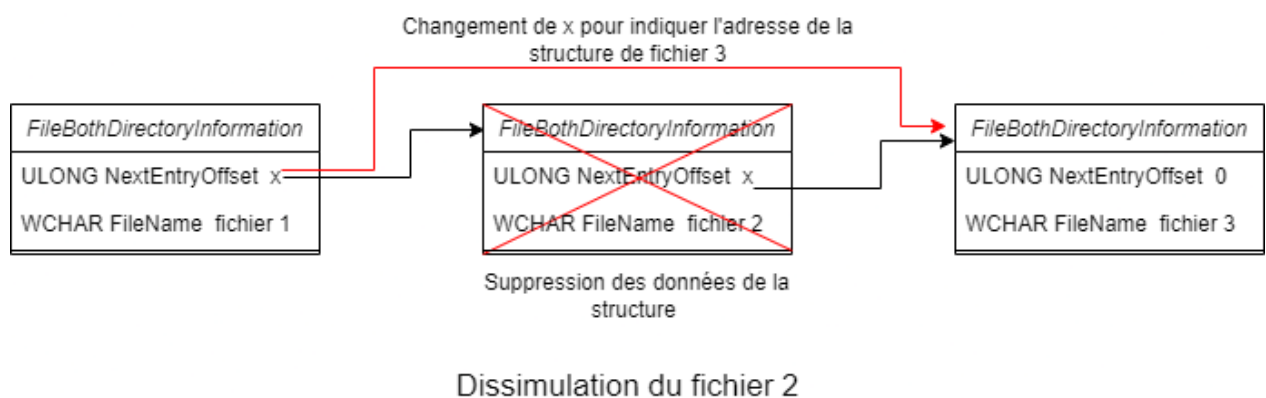 Changement de x pour indiquer l'adresse de la
structure de fichier 3
FileBothDirectoryInformation
ULONG NextEntryOffset x
WCHAR FileName fichier 1
FileBothDirectoryInformation
ULONG NextEntryOffset x
WCHAR FileName fichier 2
FileBothDirectoryInformation
ULONG NextEntryOffset 0
WCHAR FileName fichier 3
Suppression des données de la
structure
Dissimulation du fichier 2